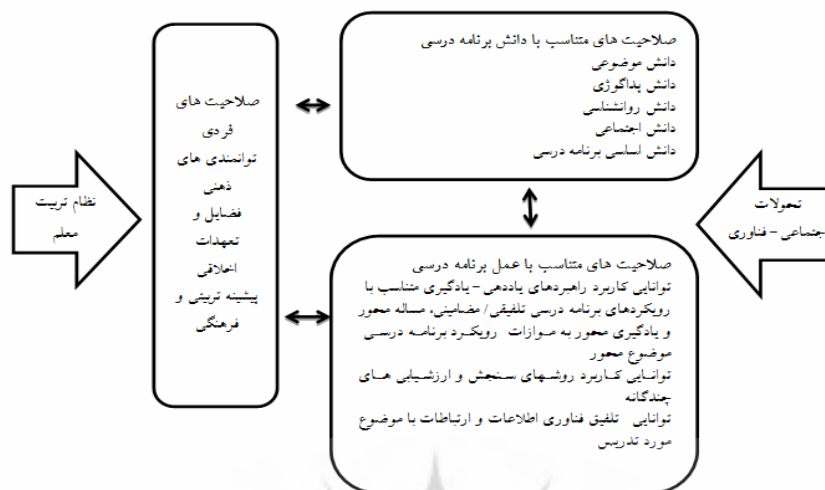 صلاحیت های متناسب با دانش برنامه درسی
دانش موضوعی
دانش پداگوژی
دانش روانشناسی
دانش اجتماعی
دانش اساسی برنامه درسی
تحولات
جتماعی – فناوری
صلاحیت های
فردی
توانمندی های
ذهنی
فضایل و
تعهدات
اخلاقی
پیشینه تربیتی و
فرهنگی
نظام تربیت
معلم
صلاحیت های متناسب با عمل برنامه درسی
توانایی کاربرد راهبردهای یاددهی – یادگیری متناسب با
رویکردهای برنامه درسی تلفیقی/ مضامینی، مساله محور
و یادگیری محور به موازات رویکرد برنامه درسی
موضوع محور
توانایی کاربرد روشهای سنجش و ارزشیابی های
چندگانه
توانایی تلفیق فناوری اطلاعات و ارتباطات با موضوع
مورد تدریس